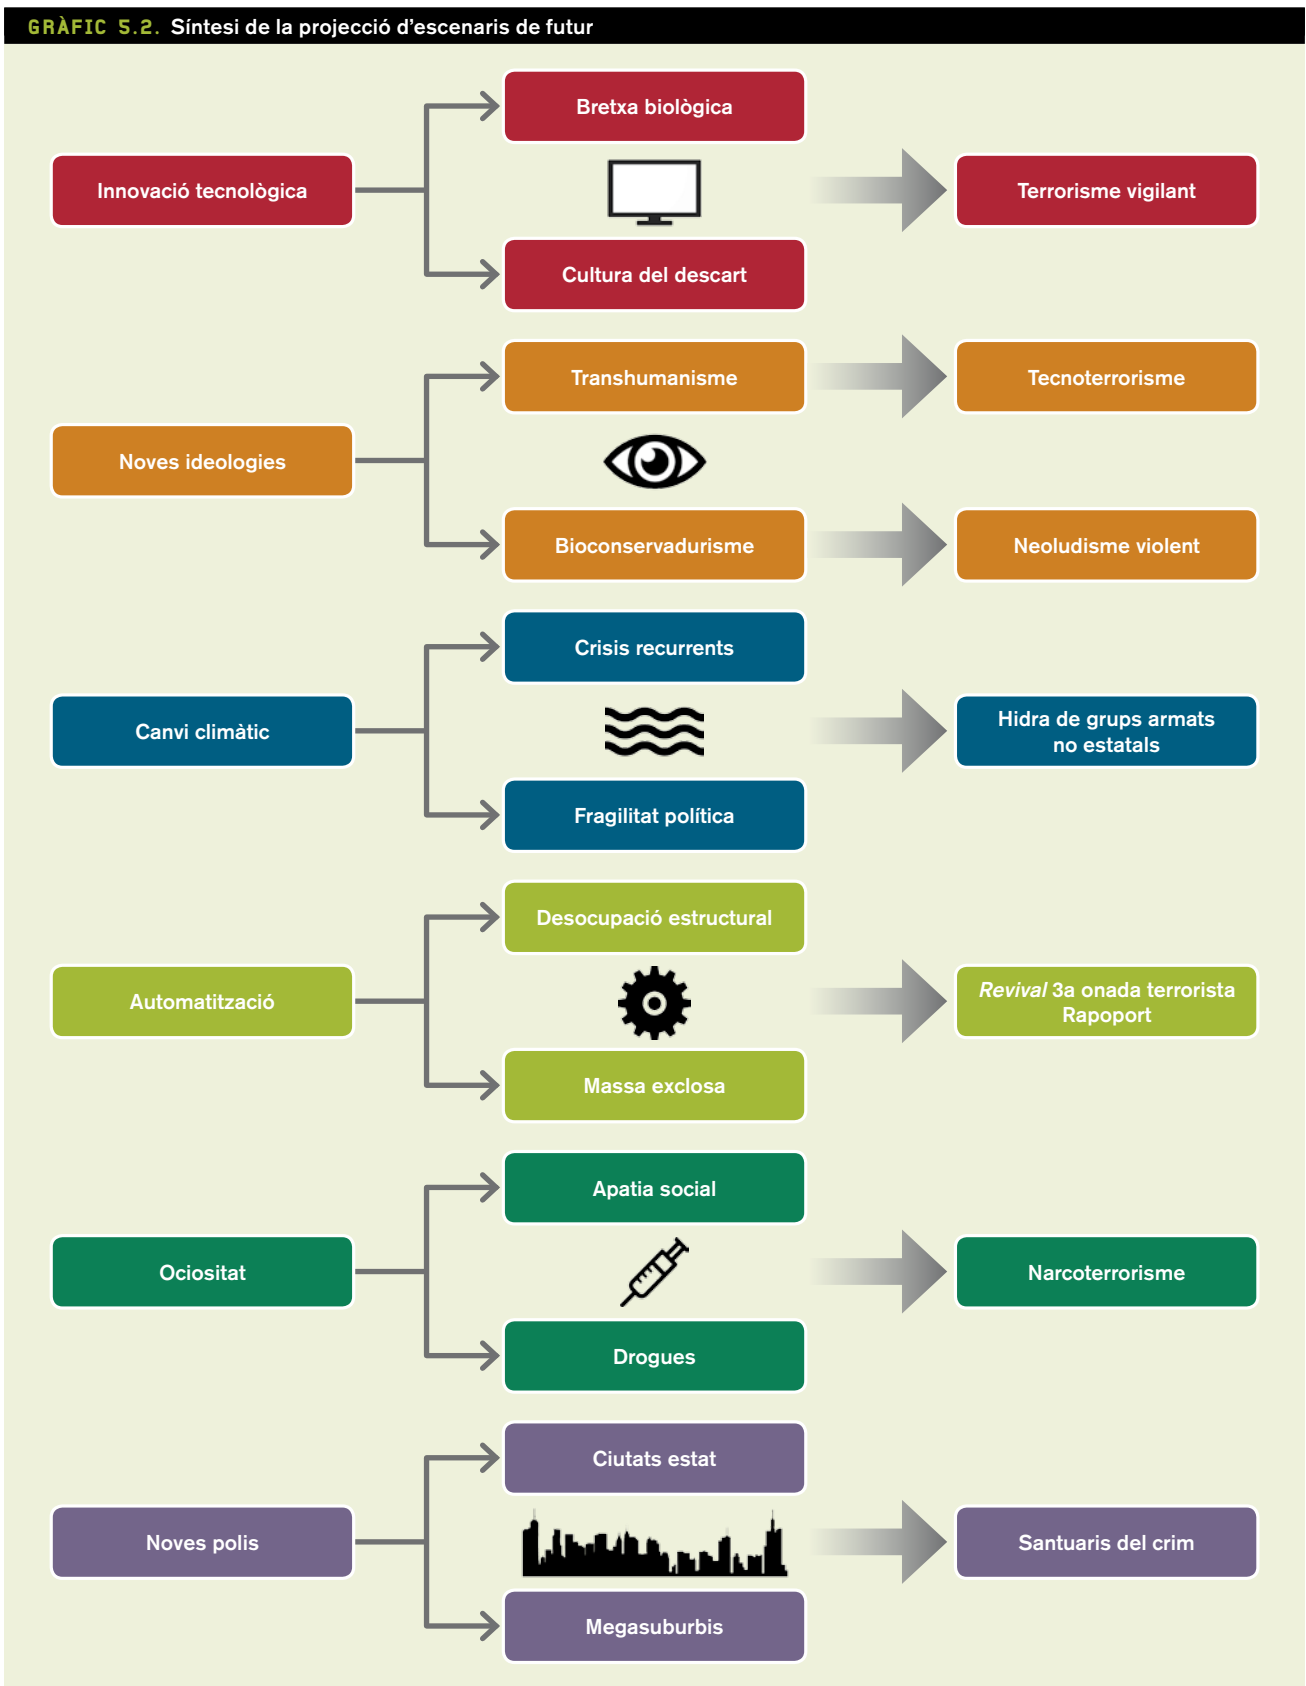 GRÀFIC 5.2. Síntesi de la projecció d'escenaris de futur
Innovació tecnològica
Bretxa biològica
Cultura del descart
Terrorisme vigilant
Noves ideologies
Transhumanisme
Tecnoterrorisme
Bioconservadurisme
Neoludisme violent
Canvi climàtic
Crisis recurrents
Fragilitat política
Hidra de grups armats
no estatals
Automatització
Desocupació estructural
Massa exclosa
Revival 3a onada terrorista
Rapoport
Ociositat
Apatia social
Drogues
Narcoterrorisme
Noves polis
Ciutats estat
Megasuburbis
Santuaris del crim